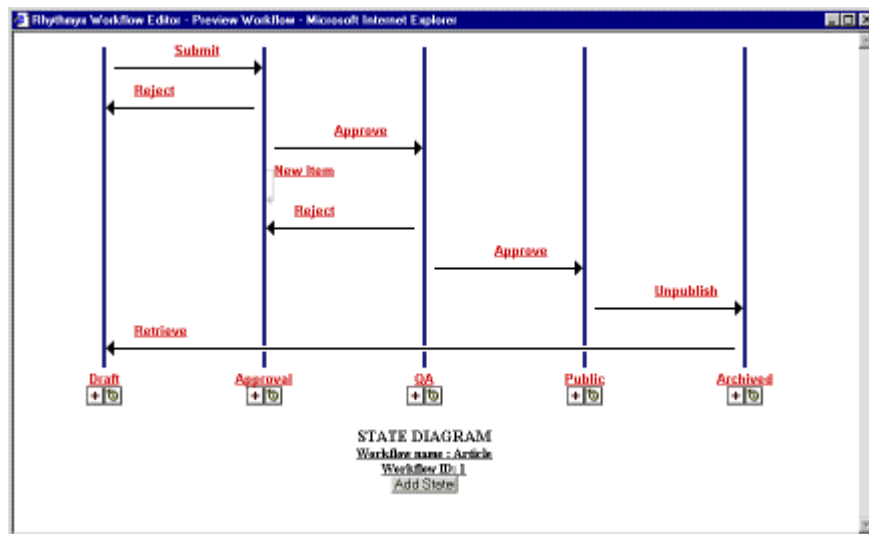 Rhythmyx Workflow Editor - Preview Workflow - Microsoft Internet Explorer
Submit
Reject
Approve
New Item
Reject
Approve
Unpublish
Retrieve
Draft Approval QA Public Archived
STATE DIAGRAM
Workflow name : Article
Workflow ID: 1
Add State